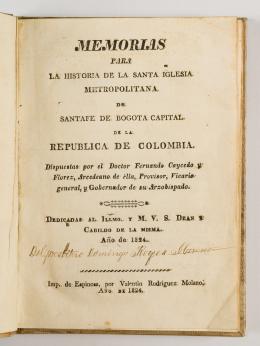 MEMORIAS
PARA
LA HISTORIA DE LA SANTA IGLESIA
METROPOLITANA
DE
SANTAFE DE BOGOTA CAPITAL
DE LA
REPUBLICA DE COLOMBIA.
Dispuestas por el Doctor Fernando Caycedo y
Florez, Arcedeano de ella, Provisor, Vicario
general, y Gobernador de su Arzobispado.
DEDICADAS AL ILLMO. Y M. V. S. DEAN Y
CABILDO DE LA MISMA.
Año de 1824.
Domingo
Imp. de Espinosa, por Valentin Rodriguez Molano.
AÑO DE 1824.